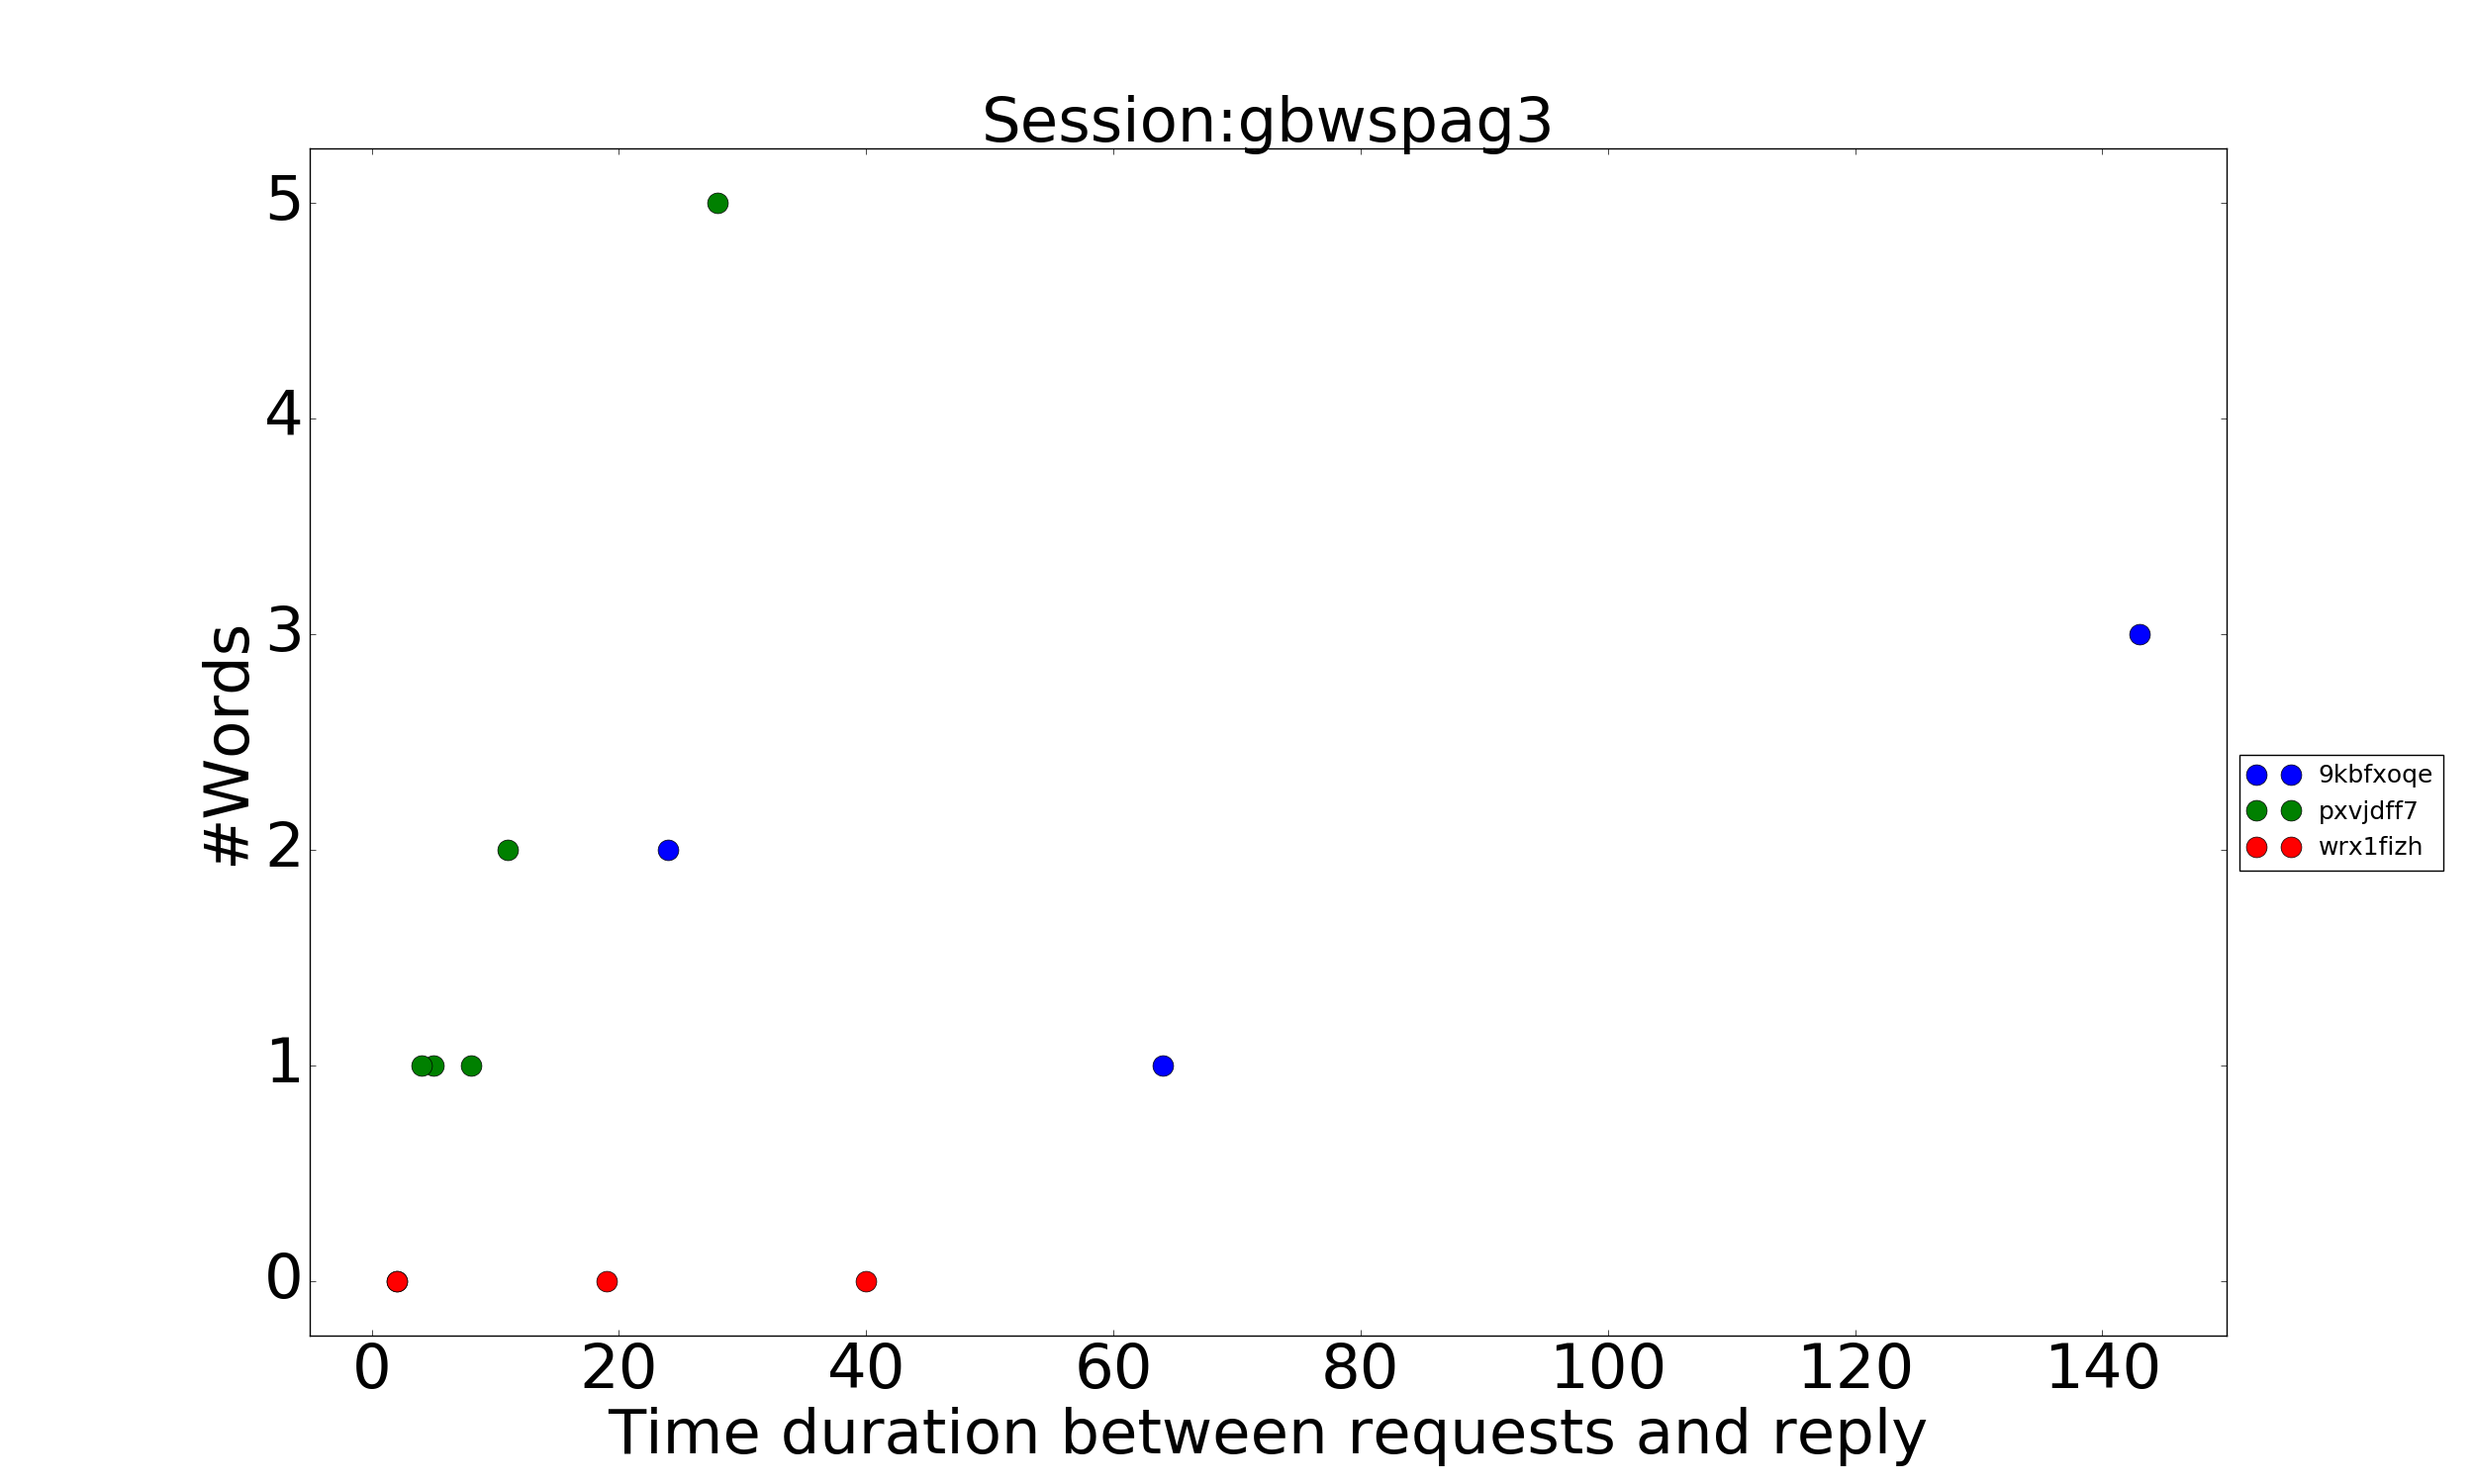 Session:gbwspag3
5
4
3
2
1
0
#Words
0 20 40 60 80 100 120 140
Time duration between requests and reply
9kbfxoqe
pxvjdff7
wrx1fizh